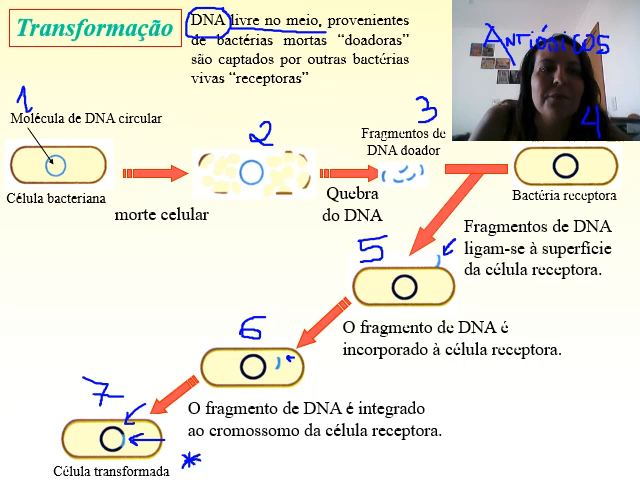 Transformação
DNA livre no meio, provenientes
de bactérias mortas “doadoras”
são captados por outras bactérias
vivas “receptoras”
ANTIÓSICOS
1
2
3
4
Molécula de DNA circular
Fragmentos de
DNA doador
Célula bacteriana
morte celular
Quebra
do DNA
Bactéria receptora
5
Fragmentos de DNA
ligam-se à superfície
da célula receptora.
6
O fragmento de DNA é
incorporado à célula receptora.
7
O fragmento de DNA é integrado
ao cromossomo da célula receptora.
Célula transformada
*